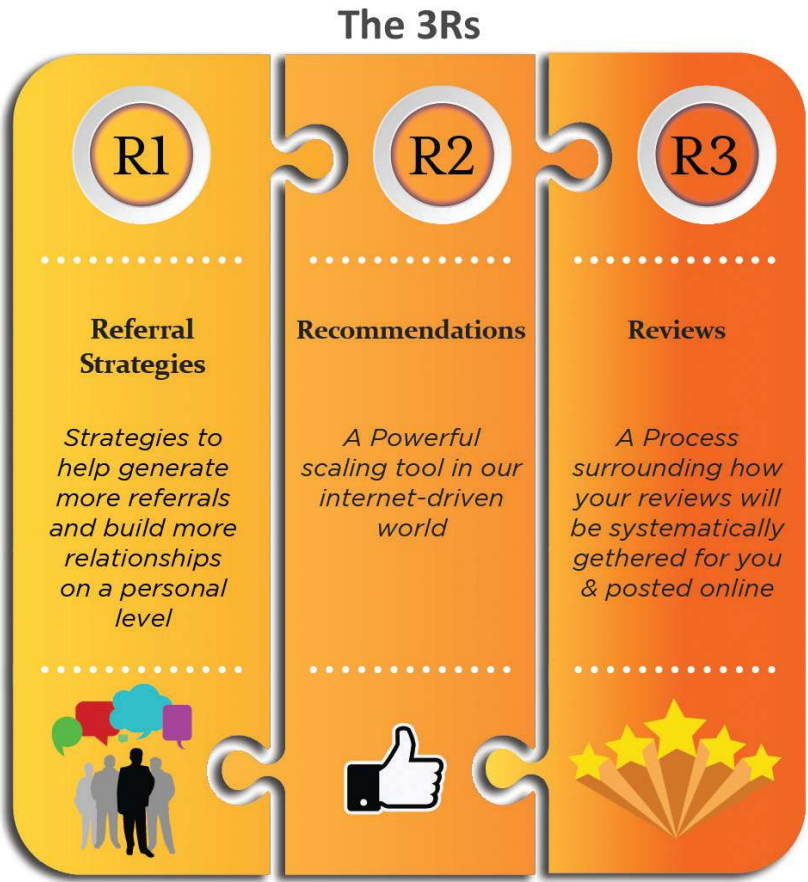 The 3Rs
R1
Referral
Strategies
Strategies to
help generate
more referrals
and build more
relationships
on a personal
level
R2
Recommendations
A Powerful
scaling tool in our
internet-driven
world
R3
Reviews
A Process
surrounding how
your reviews will
be systematically
gethered for you
& posted online